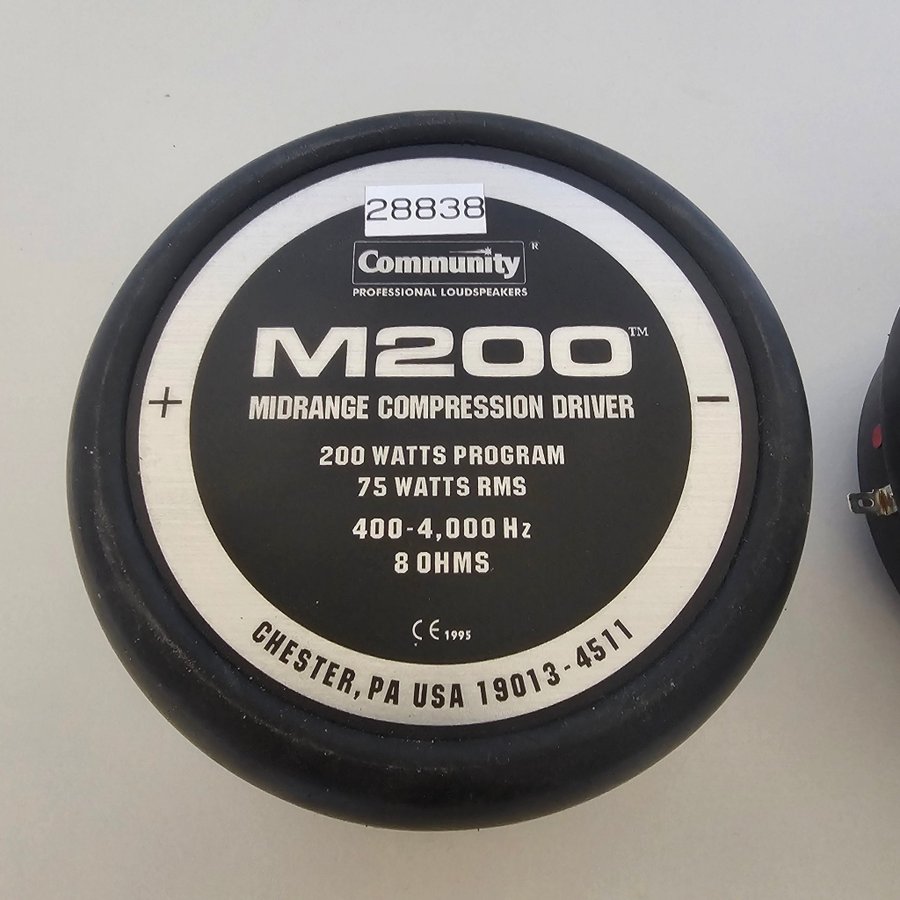 28838
Community®
PROFESSIONAL LOUDSPEAKERS
M200™
MIDRANGE COMPRESSION DRIVER
+ −
200 WATTS PROGRAM
75 WATTS RMS
400-4,000 Hz
8 OHMS
CE 1995
CHESTER, PA USA 19013-4511